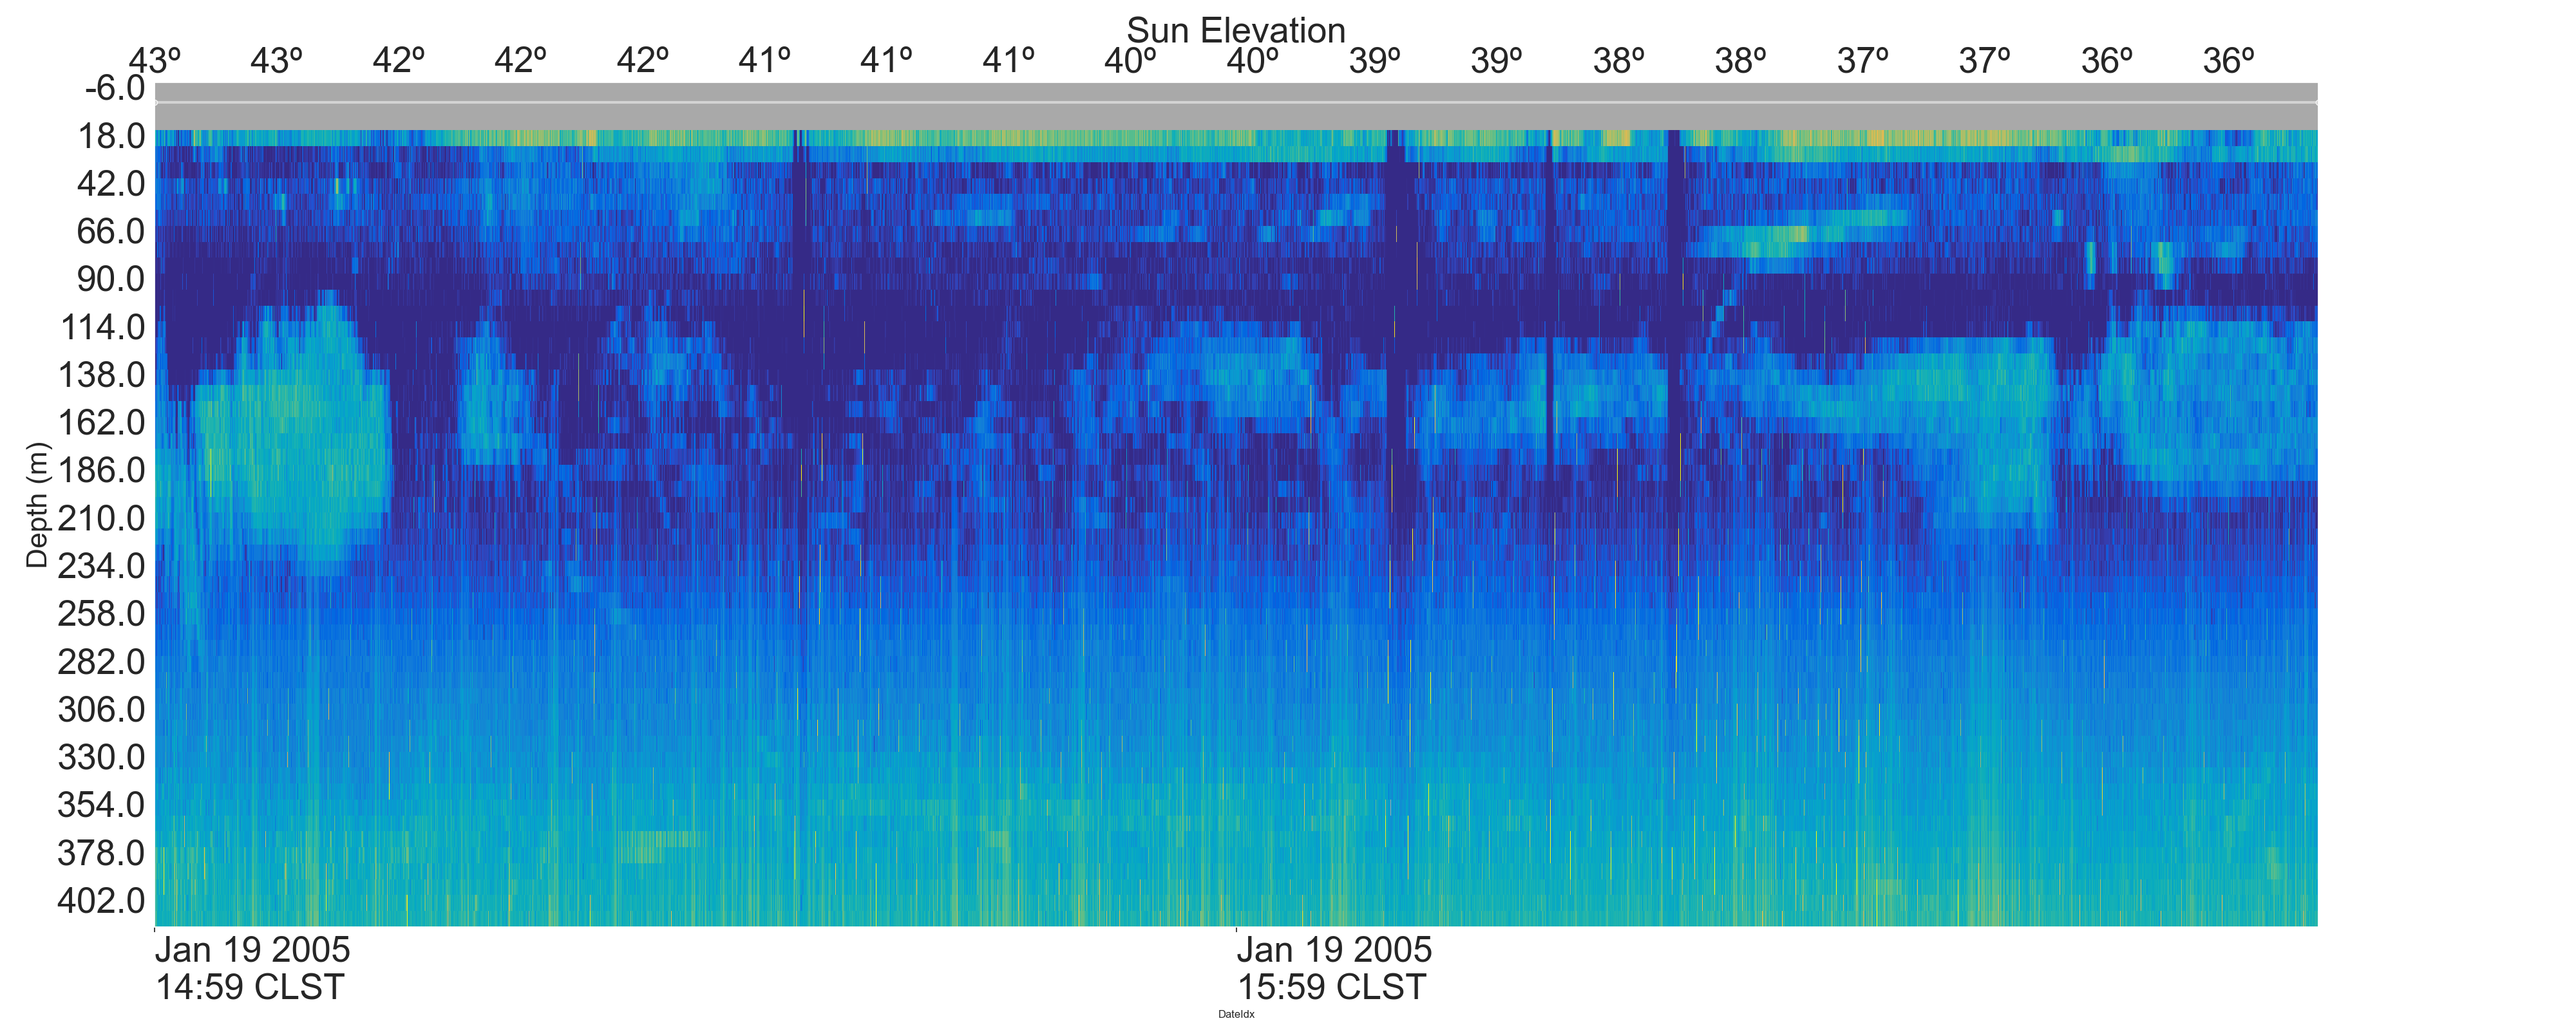 Sun Elevation
43º 43º 42º 42º 42º 41º 41º 41º 40º 40º 39º 39º 38º 38º 37º 37º 36º 36º
-6.0
18.0
42.0
66.0
90.0
114.0
138.0
162.0
186.0
210.0
234.0
258.0
282.0
306.0
330.0
354.0
378.0
402.0
Depth (m)
Jan 19 2005
14:59 CLST
Jan 19 2005
15:59 CLST
DateIdx